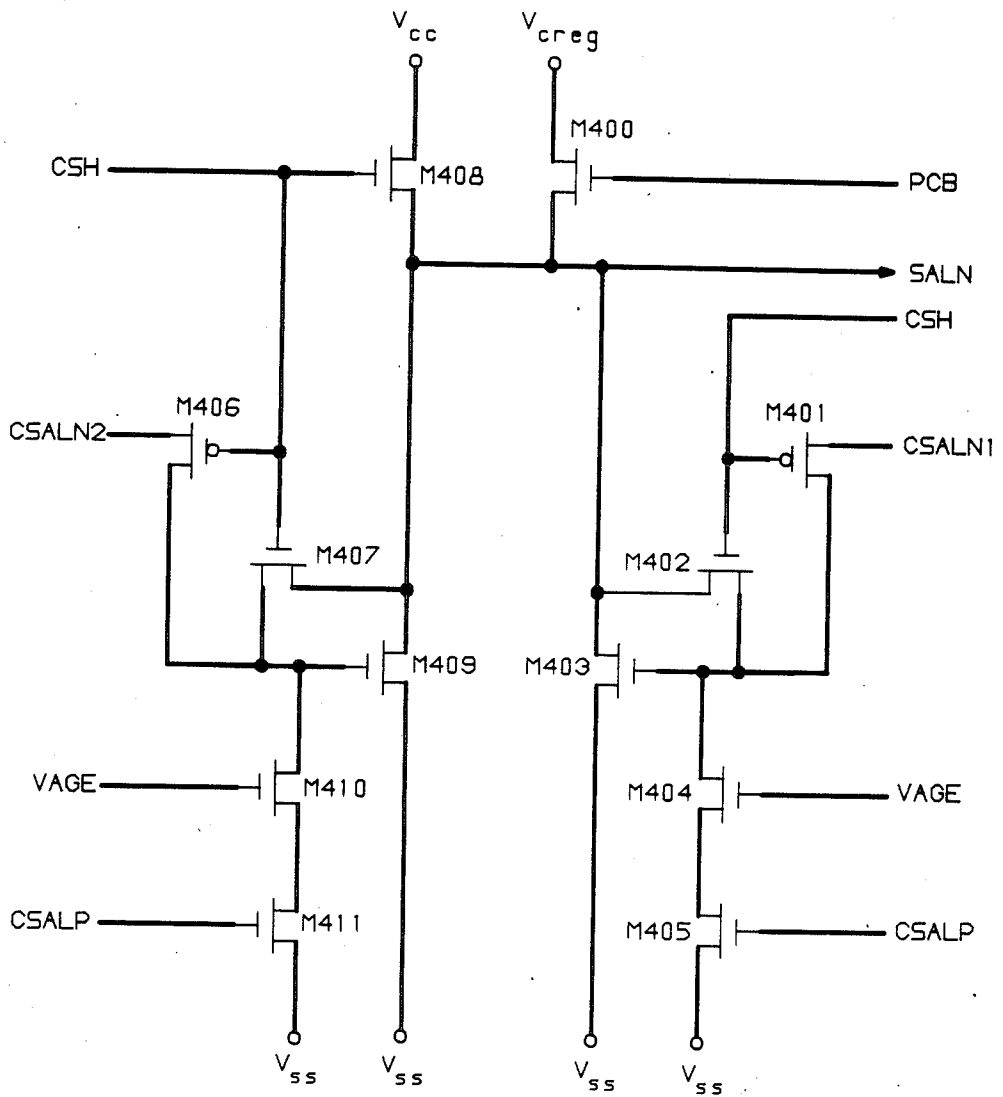 Vcc
Vcreg
M400
CSH
M408
PCB
SALN
CSH
M406
M401
CSALN2
CSALN1
M407
M402
M409
M403
VAGE
M410
M404
VAGE
CSALP
M411
M405
CSALP
Vss
Vss
Vss
Vss